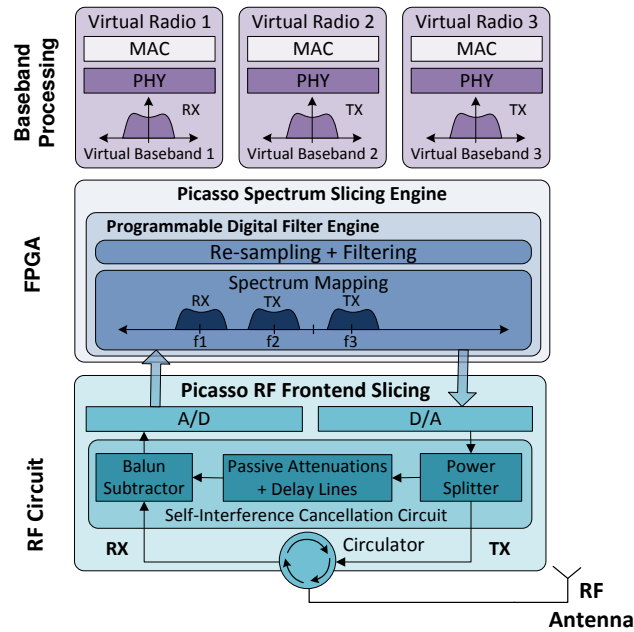 Baseband
Processing
Virtual Radio 1
MAC
PHY
RX
Virtual Baseband 1
Virtual Radio 2
MAC
PHY
TX
Virtual Baseband 2
Virtual Radio 3
MAC
PHY
TX
Virtual Baseband 3
FPGA
Picasso Spectrum Slicing Engine
Programmable Digital Filter Engine
Re-sampling + Filtering
Spectrum Mapping
RX
TX
TX
f1
f2
f3
RF Circuit
Picasso RF Frontend Slicing
A/D
D/A
Balun
Subtractor
Passive Attenuations
+ Delay Lines
Power
Splitter
Self-Interference Cancellation Circuit
RX
Circulator
TX
RF
Antenna